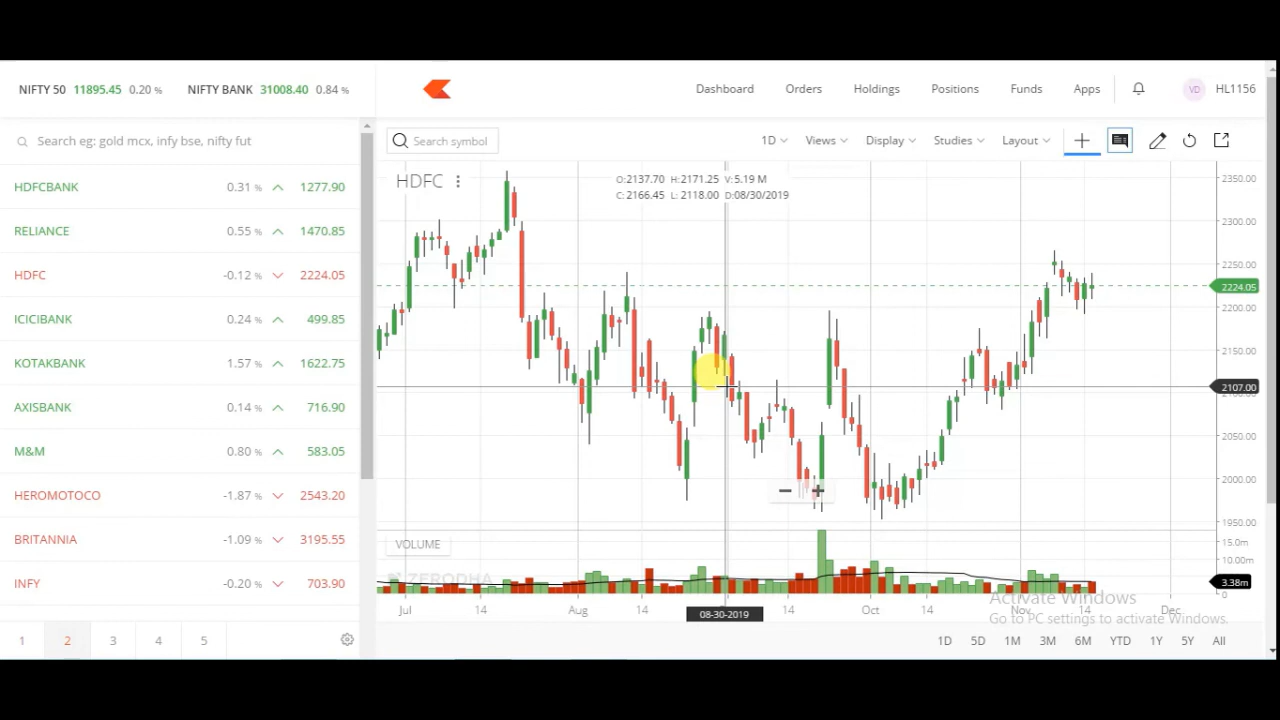 NIFTY 50 11895.45 0.20 % NIFTY BANK 31008.40 0.84 %
Dashboard Orders Holdings Positions Funds Apps VD HL1156
Search eg: gold mcx, infy bse, nifty fut
Search symbol 1D Views Display Studies Layout
HDFCBANK 0.31 % 1277.90
RELIANCE 0.55 % 1470.85
HDFC -0.12 % 2224.05
ICICIBANK 0.24 % 499.85
KOTAKBANK 1.57 % 1622.75
AXISBANK 0.14 % 716.90
M&M 0.80 % 583.05
HEROMOTOCO -1.87 % 2543.20
BRITANNIA -1.09 % 3195.55
INFY -0.20 % 703.90
1 2 3 4 5
HDFC
O:2137.70 H:2171.25 V:5.19 M
C:2166.45 L:2118.00 D:08/30/2019
2350.00
2300.00
2250.00
2224.05
2200.00
2150.00
2107.00
2100.00
2050.00
2000.00
1950.00
VOLUME
15.0m
10.00m
ZERODHA
3.38m
0
Jul 14 Aug 14 08-30-2019 14 Oct 14 Nov 14 Dec
Activate Windows
Go to PC settings to activate Windows.
1D 5D 1M 3M 6M YTD 1Y 5Y All